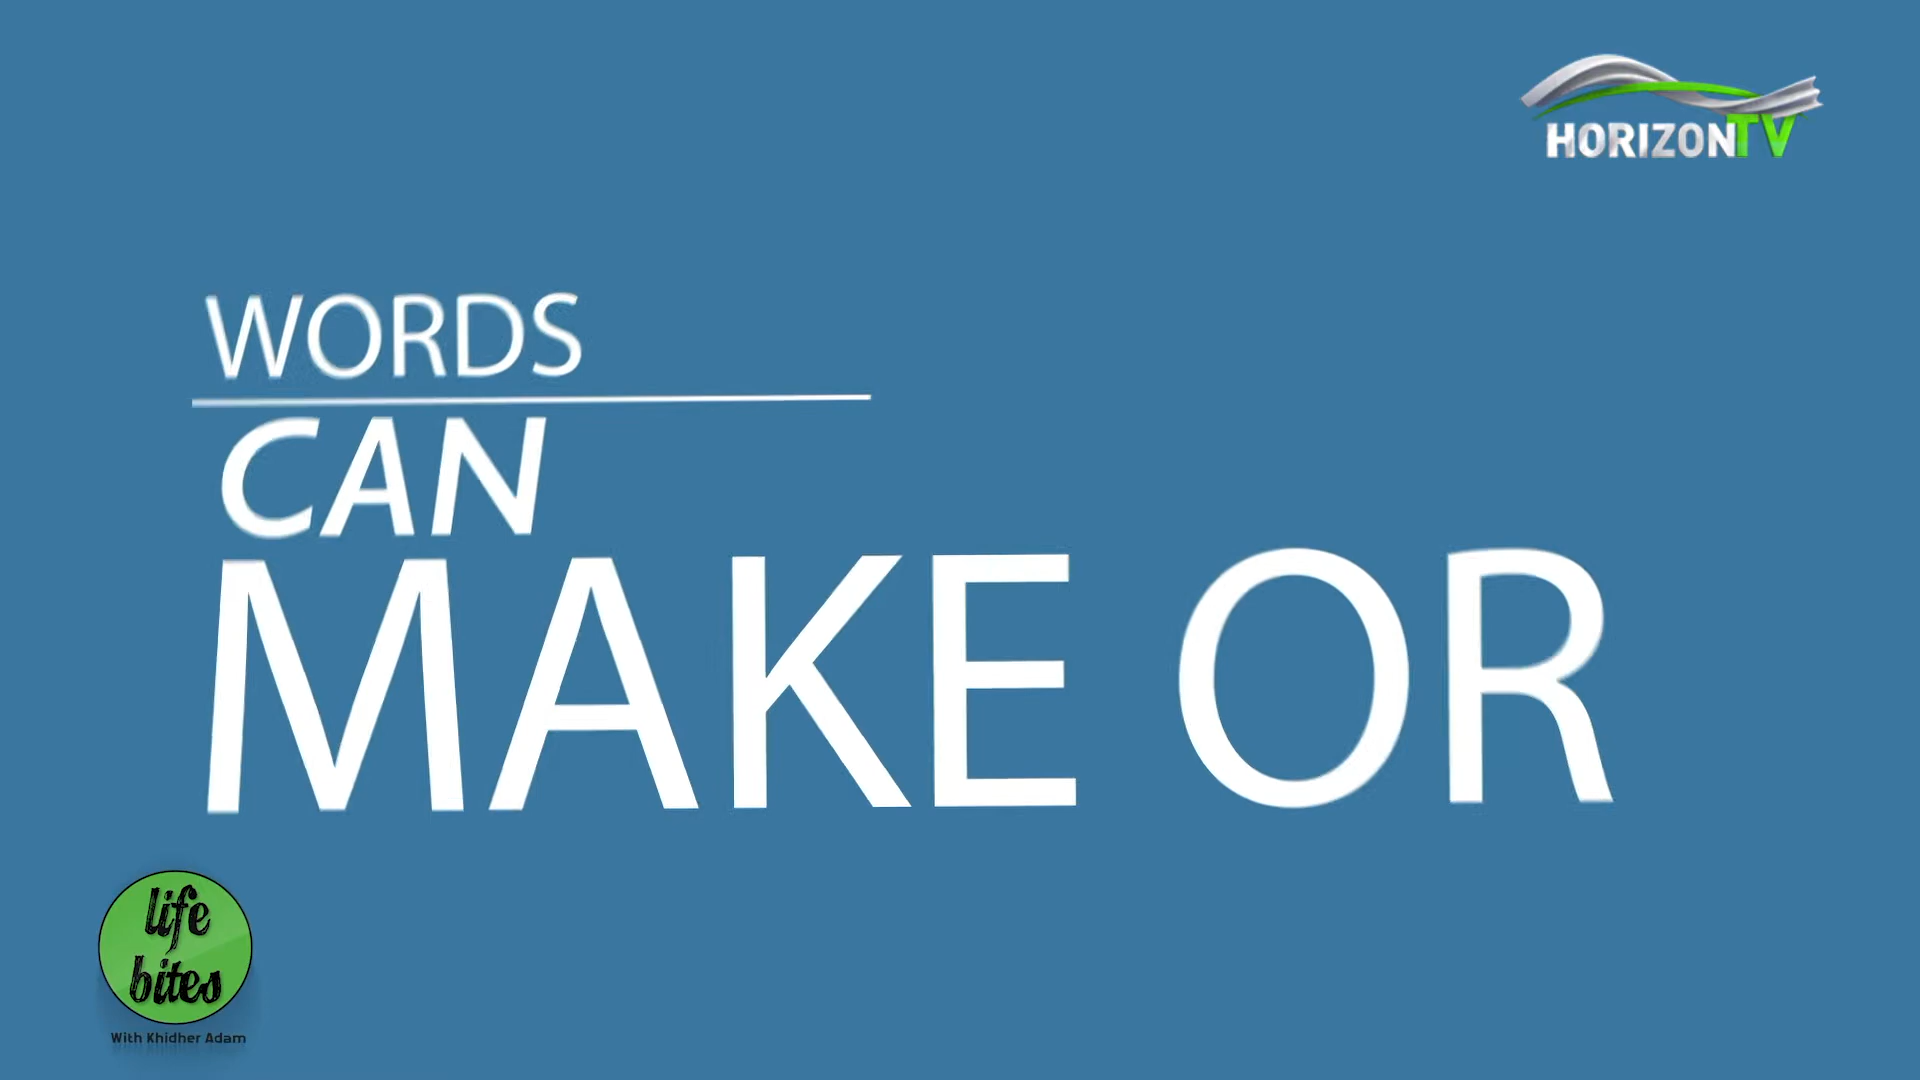 HORIZONTV
WORDS
CAN
MAKE OR
life
bites
With Khidher Adam